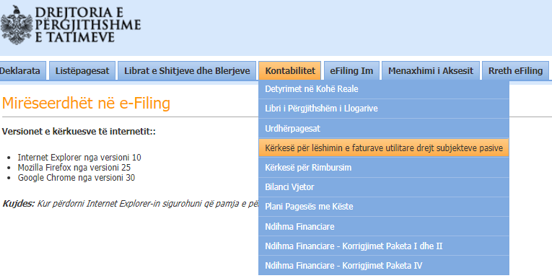 DREJTORIA E
PËRGJITHSHME
E TATIMEVE
Deklarata
Listëpagesat
Librat e Shitjeve dhe Blerjeve
Kontabilitet
eFiling Im
Menaxhimi i Aksesit
Rreth eFiling
Mirëseerdhët në e-Filing
Versionet e kërkuesve të internetit::
Internet Explorer nga versioni 10
Mozilla Firefox nga versioni 25
Google Chrome nga versioni 30
Kujdes: Kur përdorni Internet Explorer-in sigurohuni që pamja e
Detyrimet në Kohë Reale
Libri i Përgjithshëm i Llogarive
Urdhërpagesat
Kërkesë për lëshimin e faturave utilitare drejt subjekteve pasive
Kërkesë për Rimbursim
Bilanci Vjetor
Plani Pagesës me Këste
Ndihma Financiare
Ndihma Financiare - Korrigjimet Paketa I dhe II
Ndihma Financiare - Korrigjimet Paketa IV